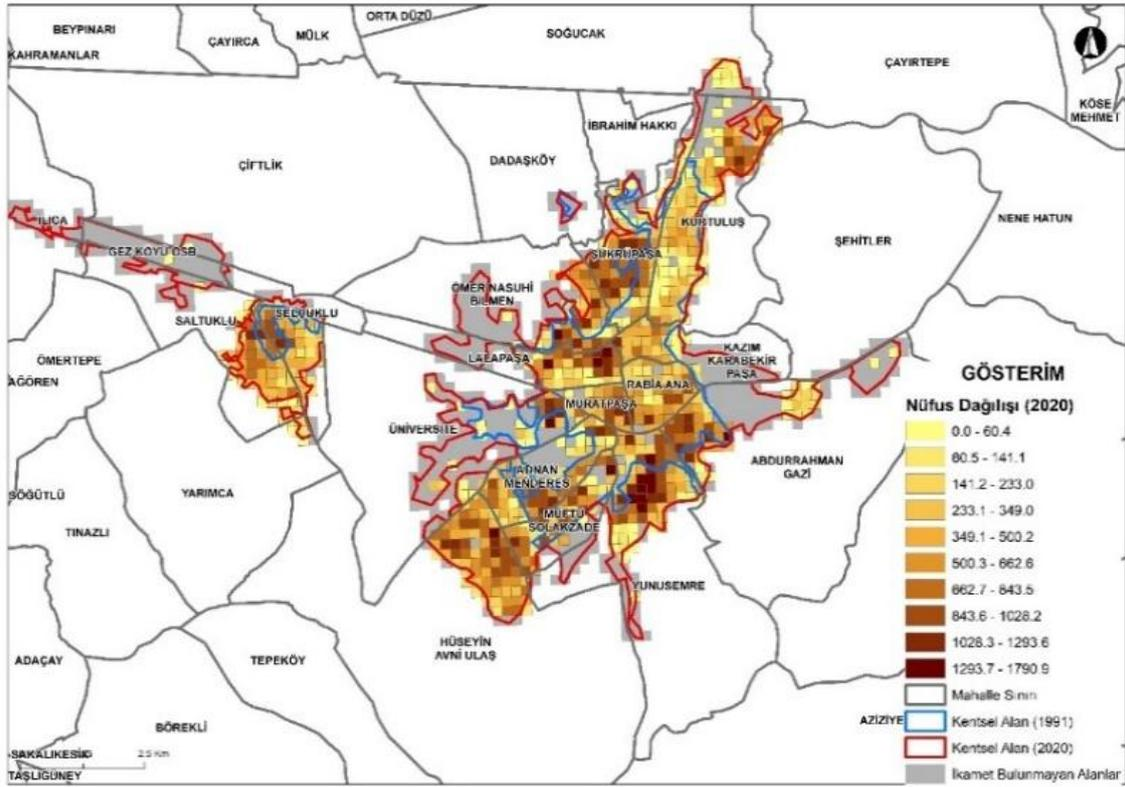 BEYPINARI
ÇAYIRCA
MÜLK
ORTA DÜZÜ
SOĞUCAK
ÇAYIRTEPE
KAHRAMANLAR
KÖSE
MEHMET
İBRAHİM HAKKI
DADAŞKÖY
ÇİFTLİK
ILICA
KURTULUŞ
NENE HATUN
GEZ KÖYÜ OSB
ŞÜKRÜPAŞA
ŞEHİTLER
ÖMER NASUHİ
BİLMEN
SALTUKLU
SELÇUKLU
LALAPAŞA
KAZIM
KARABEKİR
PAŞA
ÖMERTEPE
AĞÖREN
RABİA ANA
MURATPAŞA
ÜNİVERSİTE
ABDURRAHMAN
GAZİ
ADNAN
MENDERES
SÖĞÜTLÜ
YARIMCA
MÜFTÜ
SOLAKZADE
TINAZLI
YUNUSEMRE
HÜSEYİN
AVNİ ULAŞ
ADAÇAY
TEPEKÖY
BÖREKLİ
AZİZİYE
SAKALIKESİK
2.5 Km
TAŞLIGÜNEY
GÖSTERİM
Nüfus Dağılışı (2020)
0.0 - 60.4
60.5 - 141.1
141.2 - 233.0
233.1 - 349.0
349.1 - 500.2
500.3 - 662.6
662.7 - 843.5
843.6 - 1028.2
1028.3 - 1293.6
1293.7 - 1790.9
Mahalle Sınırı
Kentsel Alan (1991)
Kentsel Alan (2020)
İkamet Bulunmayan Alanlar